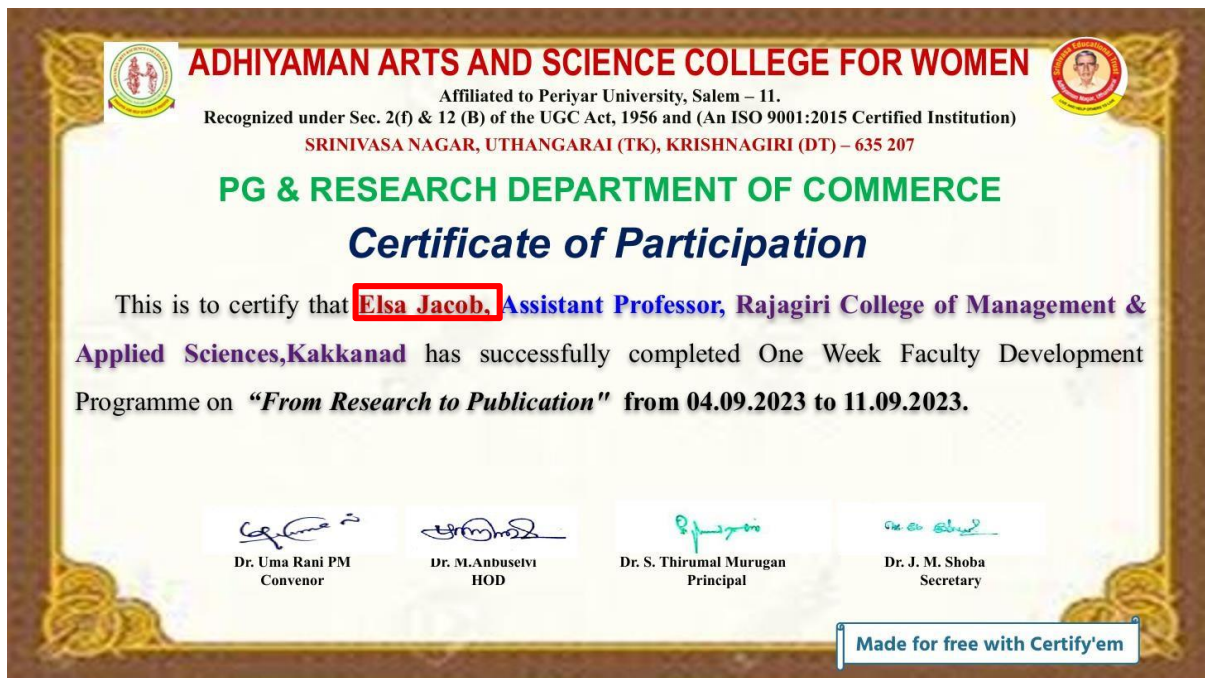 ADHIYAMAN ARTS AND SCIENCE COLLEGE FOR WOMEN
Affiliated to Periyar University, Salem – 11.
Recognized under Sec. 2(f) & 12 (B) of the UGC Act, 1956 and (An ISO 9001:2015 Certified Institution)
SRINIVASA NAGAR, UTHANGARAI (TK), KRISHNAGIRI (DT) – 635 207
PG & RESEARCH DEPARTMENT OF COMMERCE
Certificate of Participation
This is to certify that Elsa Jacob, Assistant Professor, Rajagiri College of Management &
Applied Sciences,Kakkanad has successfully completed One Week Faculty Development
Programme on “From Research to Publication" from 04.09.2023 to 11.09.2023.
Dr. Uma Rani PM
Convenor
Dr. M.Anbuselvi
HOD
Dr. S. Thirumal Murugan
Principal
Dr. J. M. Shoba
Secretary
Made for free with Certify'em